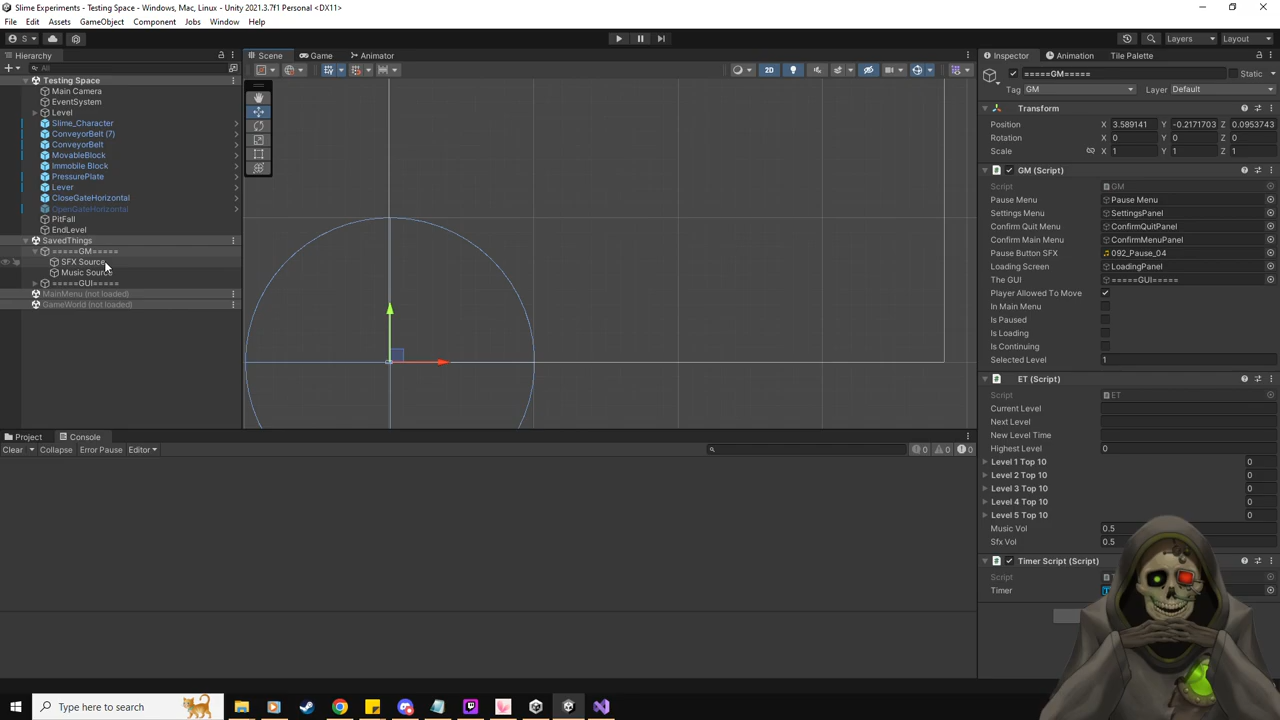 Slime Experiments - Testing Space - Windows, Mac, Linux - Unity 2021.3.7f1 Personal <DX11>
File Edit Assets GameObject Component Jobs Window Help
S
Layers Layout
Hierarchy
All
Testing Space
Main Camera
EventSystem
Level
Slime_Character
ConveyorBelt (7)
ConveyorBelt
MovableBlock
Immobile Block
PressurePlate
Lever
CloseGateHorizontal
OpenGateHorizontal
PitFall
EndLevel
SavedThings
=====GM=====
SFX Source
Music Source
=====GUI=====
MainMenu (not loaded)
GameWorld (not loaded)
Scene Game Animator
2D
Project Console
Clear Collapse Error Pause Editor
0 0 0
Inspector Animation Tile Palette
=====GM===== Static
Tag GM Layer Default
Transform
Position X 3.589141 Y -0.2171703 Z 0.0953743
Rotation X 0 Y 0 Z 0
Scale X 1 Y 1 Z 1
GM (Script)
Script GM
Pause Menu Pause Menu
Settings Menu SettingsPanel
Confirm Quit Menu ConfirmQuitPanel
Confirm Main Menu ConfirmMenuPanel
Pause Button SFX 092_Pause_04
Loading Screen LoadingPanel
The GUI =====GUI=====
Player Allowed To Move
In Main Menu
Is Paused
Is Loading
Is Continuing
Selected Level 1
ET (Script)
Script ET
Current Level
Next Level
New Level Time
Highest Level 0
Level 1 Top 10 0
Level 2 Top 10 0
Level 3 Top 10 0
Level 4 Top 10 0
Level 5 Top 10 0
Music Vol 0.5
Sfx Vol 0.5
Timer Script (Script)
Script
Timer
Type here to search